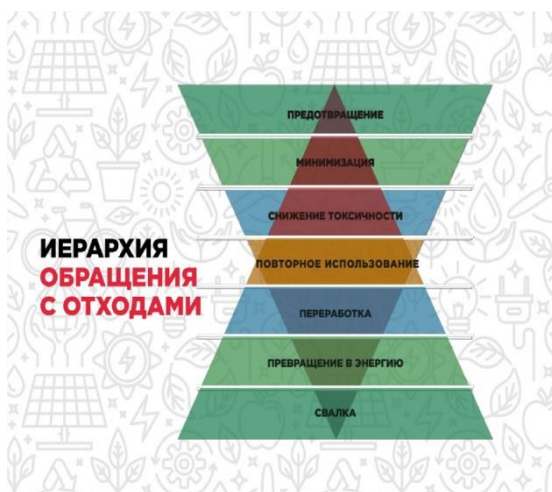 ПРЕДОТВРАЩЕНИЕ
МИНИМИЗАЦИЯ
СНИЖЕНИЕ ТОКСИЧНОСТИ
ИЕРАРХИЯ
ОБРАЩЕНИЯ
С ОТХОДАМИ
ПОВТОРНОЕ ИСПОЛЬЗОВАНИЕ
ПЕРЕРАБОТКА
ПРЕВРАЩЕНИЕ В ЭНЕРГИЮ
СВАЛКА